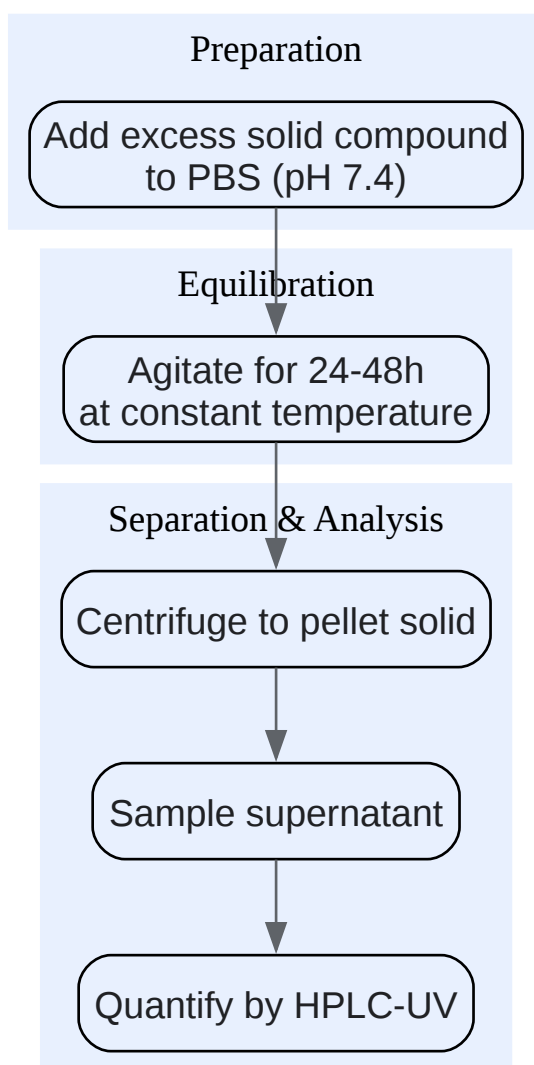 Preparation
Add excess solid compound
to PBS (pH 7.4)
Equilibration
Agitate for 24-48h
at constant temperature
Separation & Analysis
Centrifuge to pellet solid
Sample supernatant
Quantify by HPLC-UV